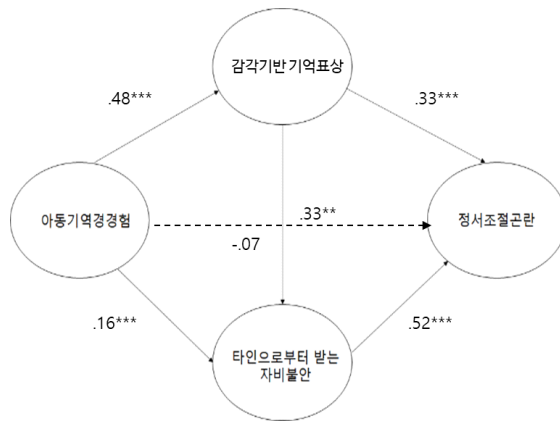 감각기반 기억표상
.48***
.33***
아동기역경경험
.33**
정서조절곤란
-.07
.16***
.52***
타인으로부터 받는
자비불안